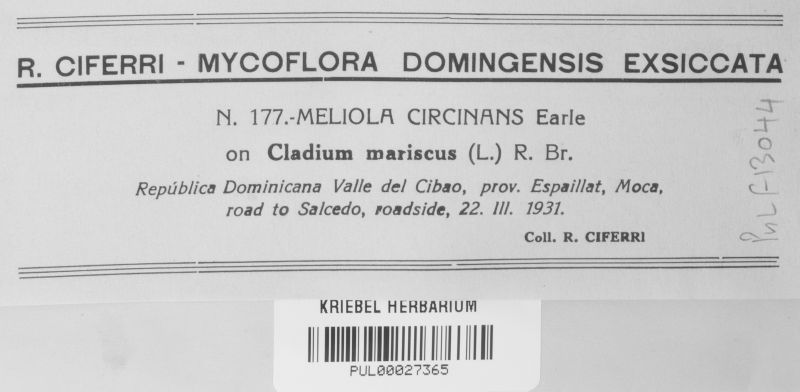 R. CIFERRI - MYCOFLORA DOMINGENSIS EXSICCATA
N. 177.-MELIOLA CIRCINANS Earle
on Cladium mariscus (L.) R. Br.
República Dominicana Valle del Cibao, prov. Espaillat, Moca,
road to Salcedo, roadside, 22. III. 1931.
Coll. R. CIFERRI
PUL F13044
KRIEBEL HERBARIUM
PUL00027365